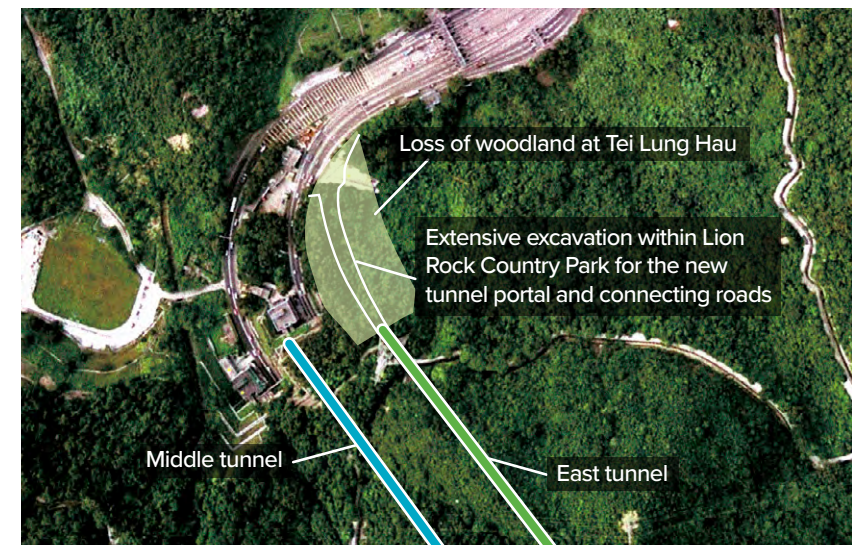 Loss of woodland at Tei Lung Hau
Extensive excavation within Lion
Rock Country Park for the new
tunnel portal and connecting roads
Middle tunnel
East tunnel